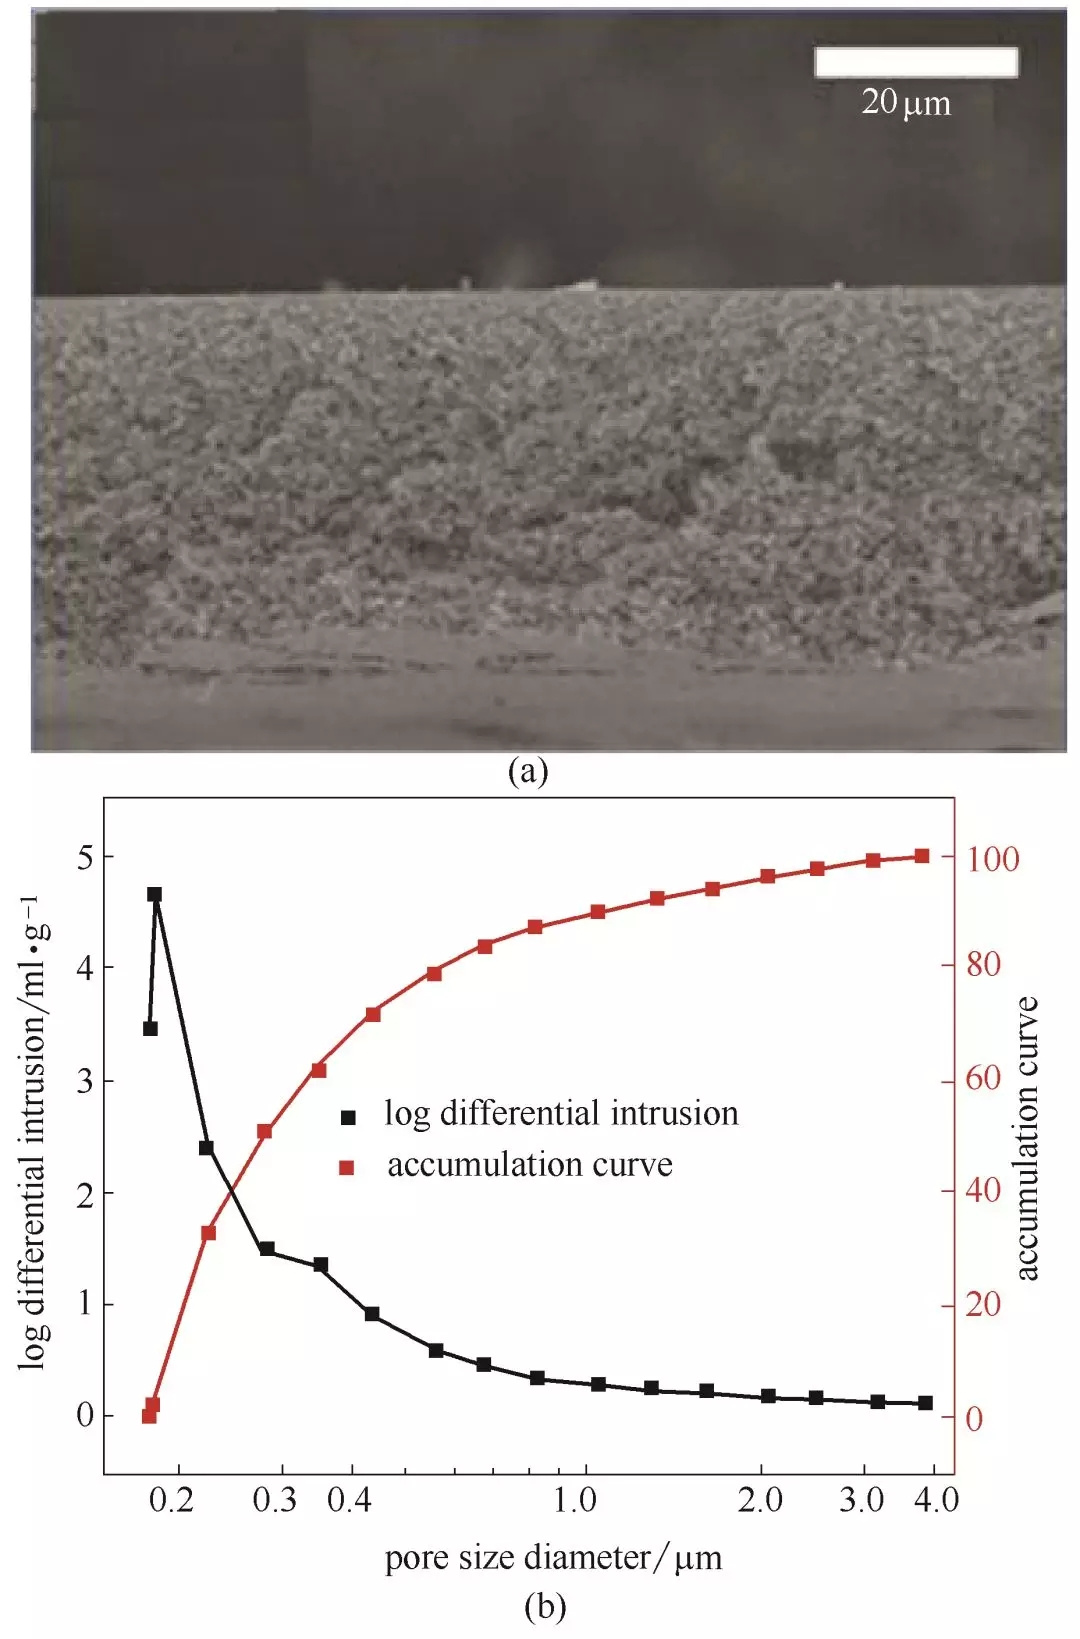 20 μm
(a)
5
4
3
2
1
0
log differential intrusion/ml•g⁻¹
100
80
60
40
20
0
accumulation curve
log differential intrusion
accumulation curve
0.2 0.3 0.4 1.0 2.0 3.0 4.0
pore size diameter/μm
(b)